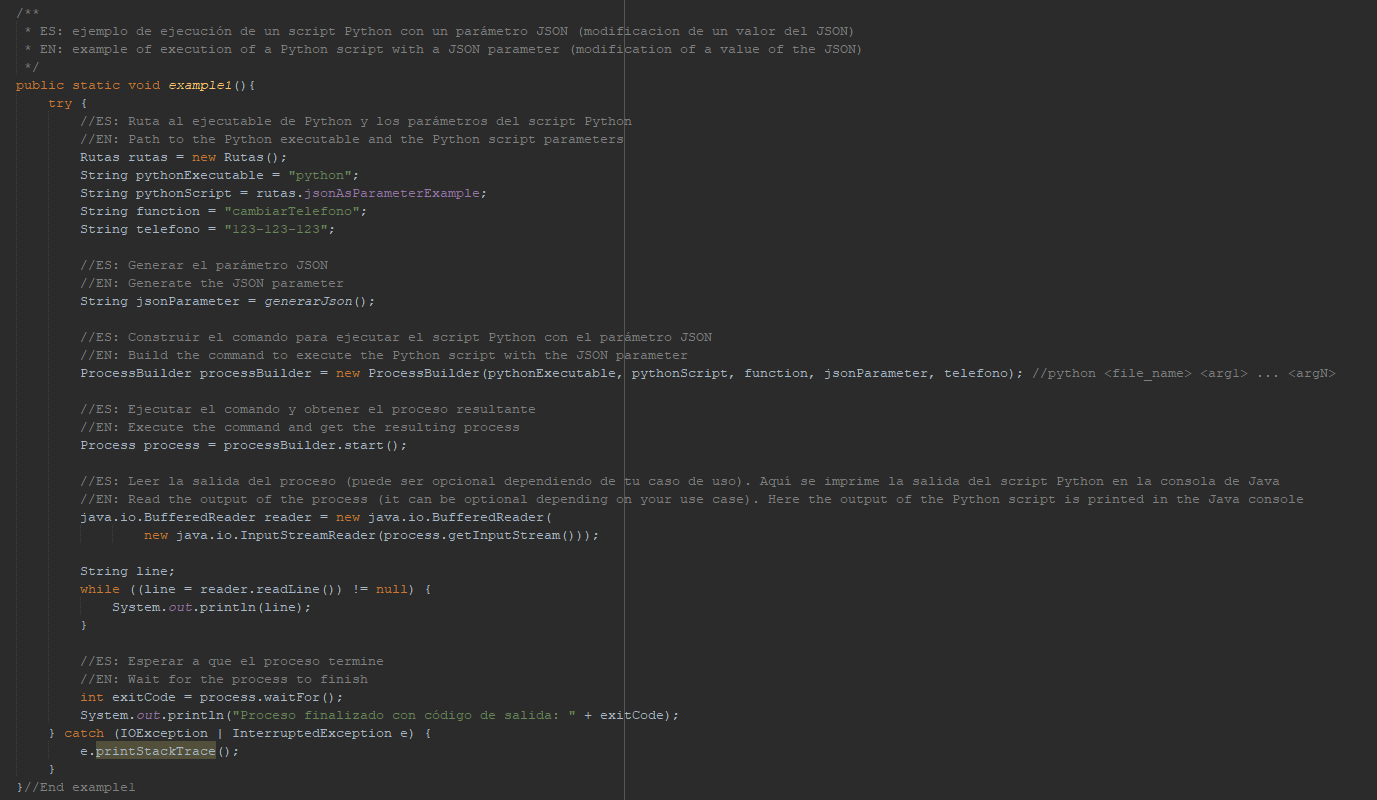 /**
 * ES: ejemplo de ejecución de un script Python con un parámetro JSON (modificacion de un valor del JSON)
 * EN: example of execution of a Python script with a JSON parameter (modification of a value of the JSON)
 */
public static void example1(){
    try {
        //ES: Ruta al ejecutable de Python y los parámetros del script Python
        //EN: Path to the Python executable and the Python script parameters
        Rutas rutas = new Rutas();
        String pythonExecutable = "python";
        String pythonScript = rutas.jsonAsParameterExample;
        String function = "cambiarTelefono";
        String telefono = "123-123-123";

        //ES: Generar el parámetro JSON
        //EN: Generate the JSON parameter
        String jsonParameter = generarJson();

        //ES: Construir el comando para ejecutar el script Python con el parámetro JSON
        //EN: Build the command to execute the Python script with the JSON parameter
        ProcessBuilder processBuilder = new ProcessBuilder(pythonExecutable, pythonScript, function, jsonParameter, telefono); //python <file_name> <arg1> ... <argN>

        //ES: Ejecutar el comando y obtener el proceso resultante
        //EN: Execute the command and get the resulting process
        Process process = processBuilder.start();

        //ES: Leer la salida del proceso (puede ser opcional dependiendo de tu caso de uso). Aquí se imprime la salida del script Python en la consola de Java
        //EN: Read the output of the process (it can be optional depending on your use case). Here the output of the Python script is printed in the Java console
        java.io.BufferedReader reader = new java.io.BufferedReader(
                new java.io.InputStreamReader(process.getInputStream()));

        String line;
        while ((line = reader.readLine()) != null) {
            System.out.println(line);
        }

        //ES: Esperar a que el proceso termine
        //EN: Wait for the process to finish
        int exitCode = process.waitFor();
        System.out.println("Proceso finalizado con código de salida: " + exitCode);
    } catch (IOException | InterruptedException e) {
        e.printStackTrace();
    }
}//End example1